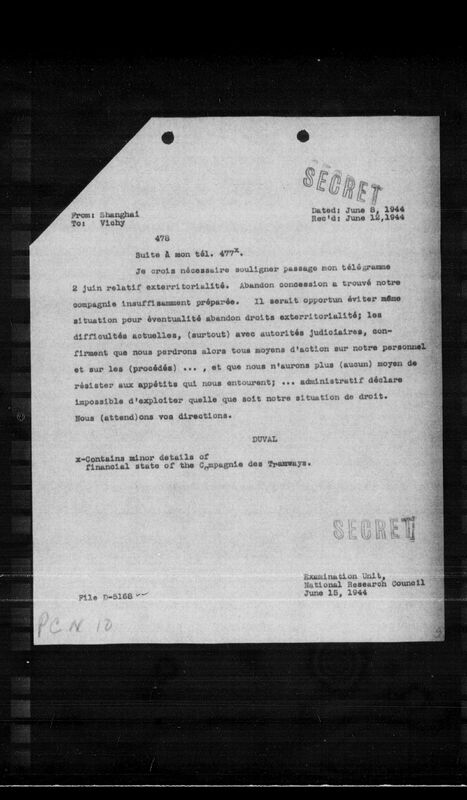 SECRET
From: Shanghai
To: Vichy
Dated: June 8, 1944
Rec'd: June 12,1944
478
Suite à mon tél. 477x.
Je crois nécessaire souligner passage mon télégramme
2 juin relatif exterritorialité. Abandon concession a trouvé notre
compagnie insuffisamment préparée. Il serait opportun éviter même
situation pour éventualité abandon droits exterritorialité; les
difficultés actuelles, (surtout) avec autorités judiciaires, con-
firment que nous perdrons alors tous moyens d'action sur notre personnel
et sur les (procédés) ... , et que nous n'aurons plus (aucun) moyen de
résister aux appétits qui nous entourent; ... administratif déclare
impossible d'exploiter quelle que soit notre situation de droit.
Nous (attend)ons vos directions.
DUVAL
x-Contains minor details of
financial state of the Compagnie des Tramways.
SECRET
Examination Unit,
National Research Council
June 15, 1944
File D-5168
PCN 10